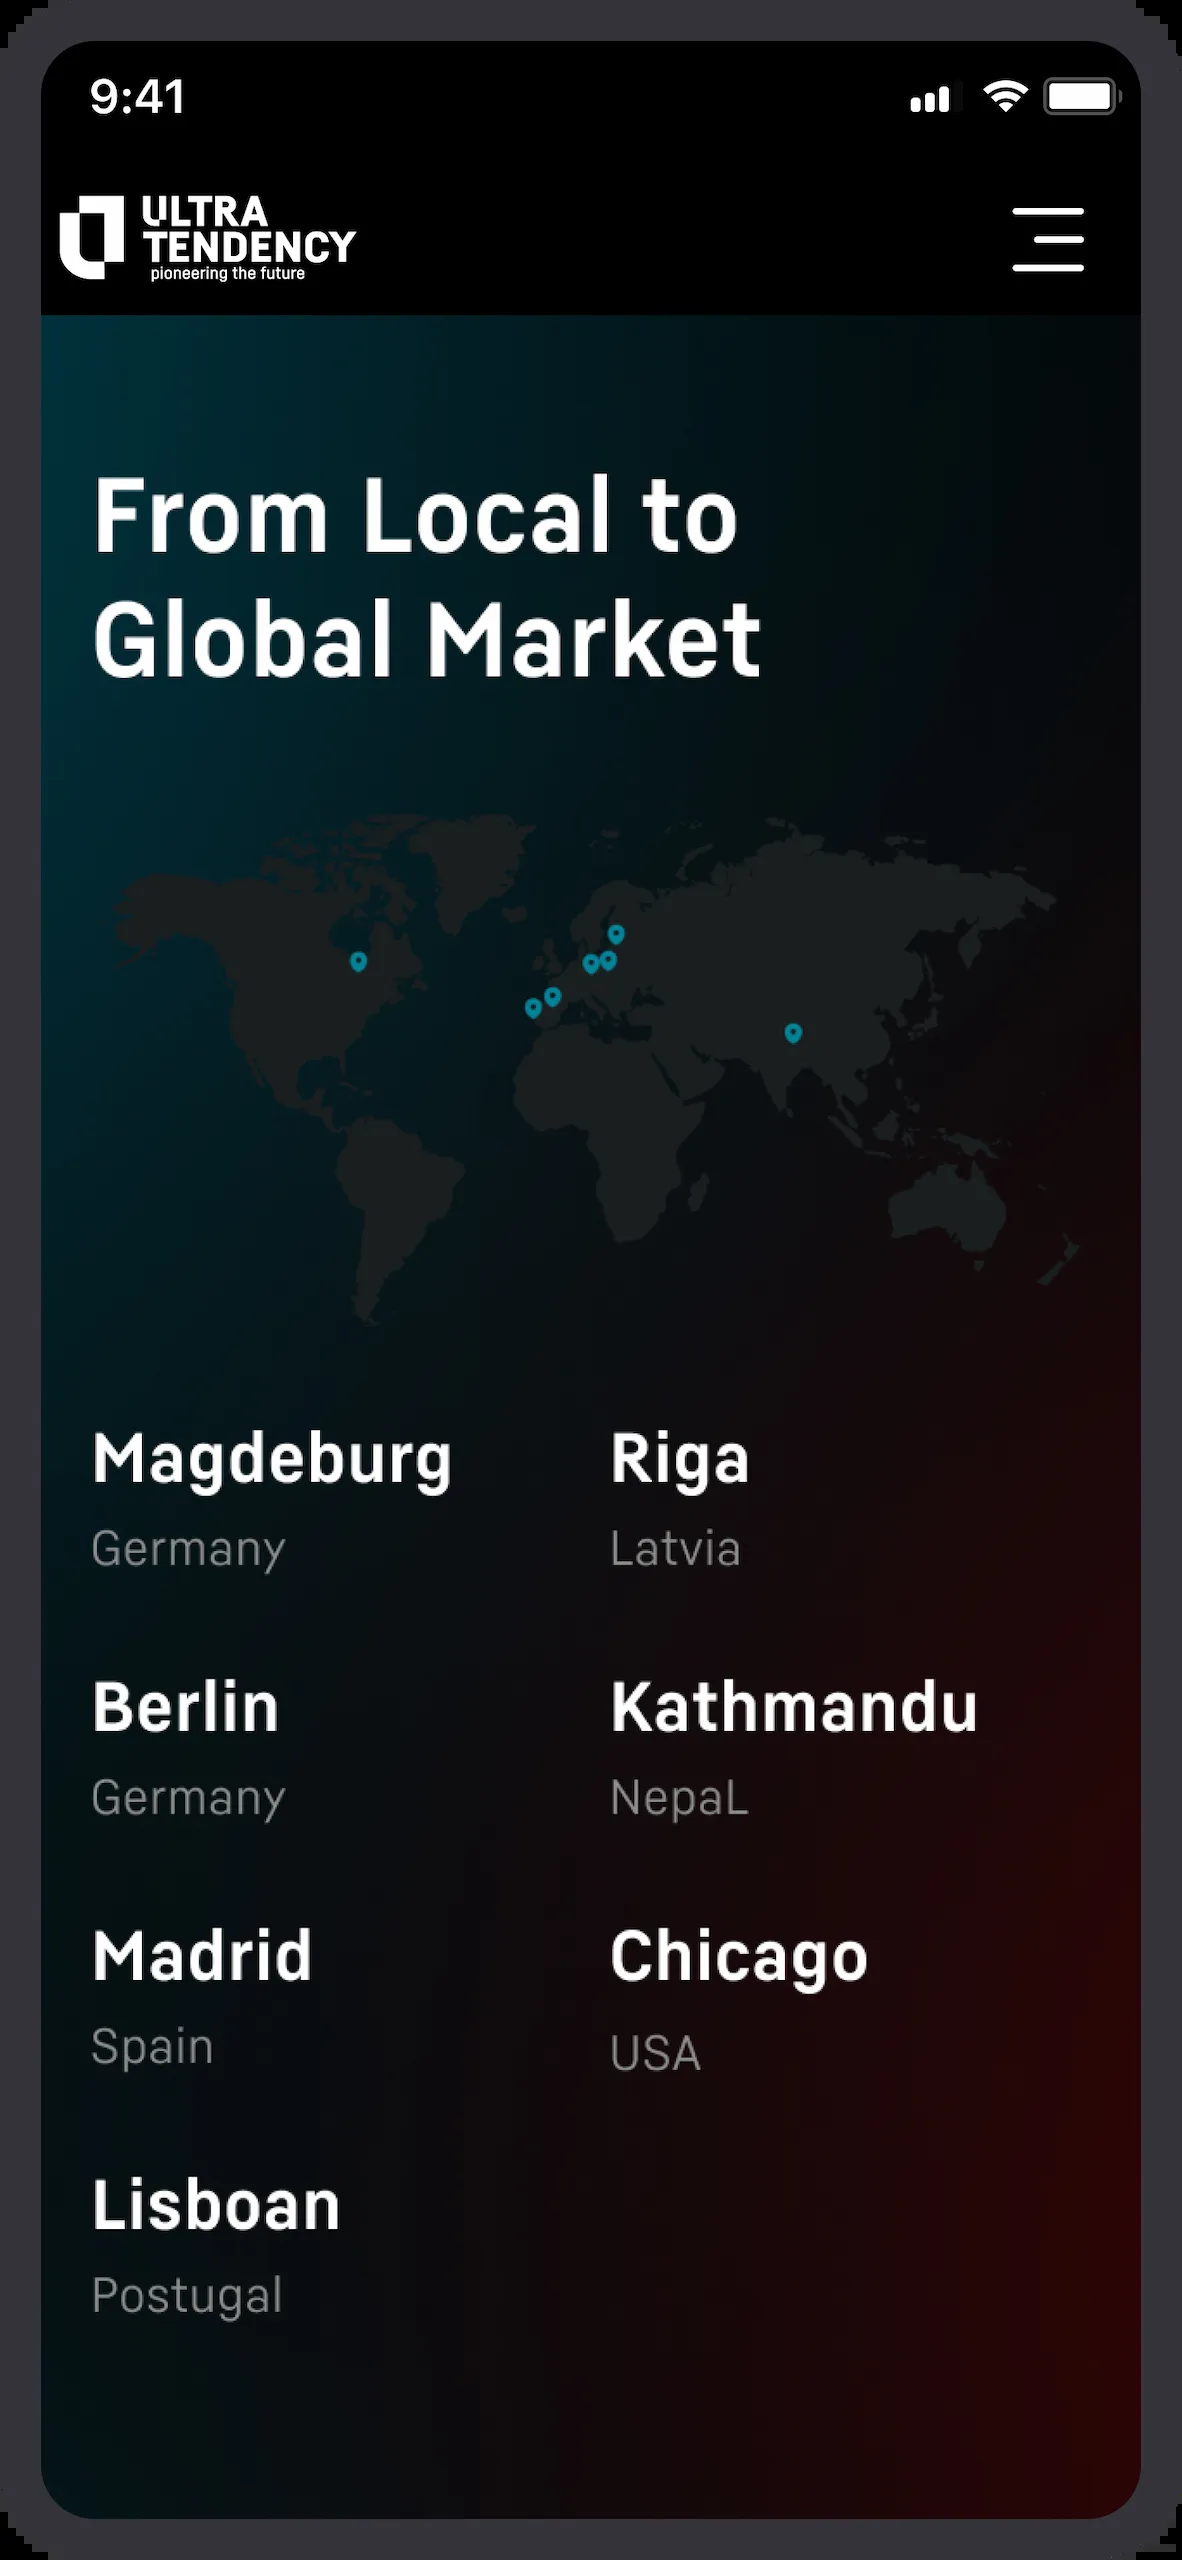 9:41
ULTRA
TENDENCY
pioneering the future
From Local to
Global Market
Magdeburg
Germany
Riga
Latvia
Berlin
Germany
Kathmandu
NepaL
Madrid
Spain
Chicago
USA
Lisboan
Postugal